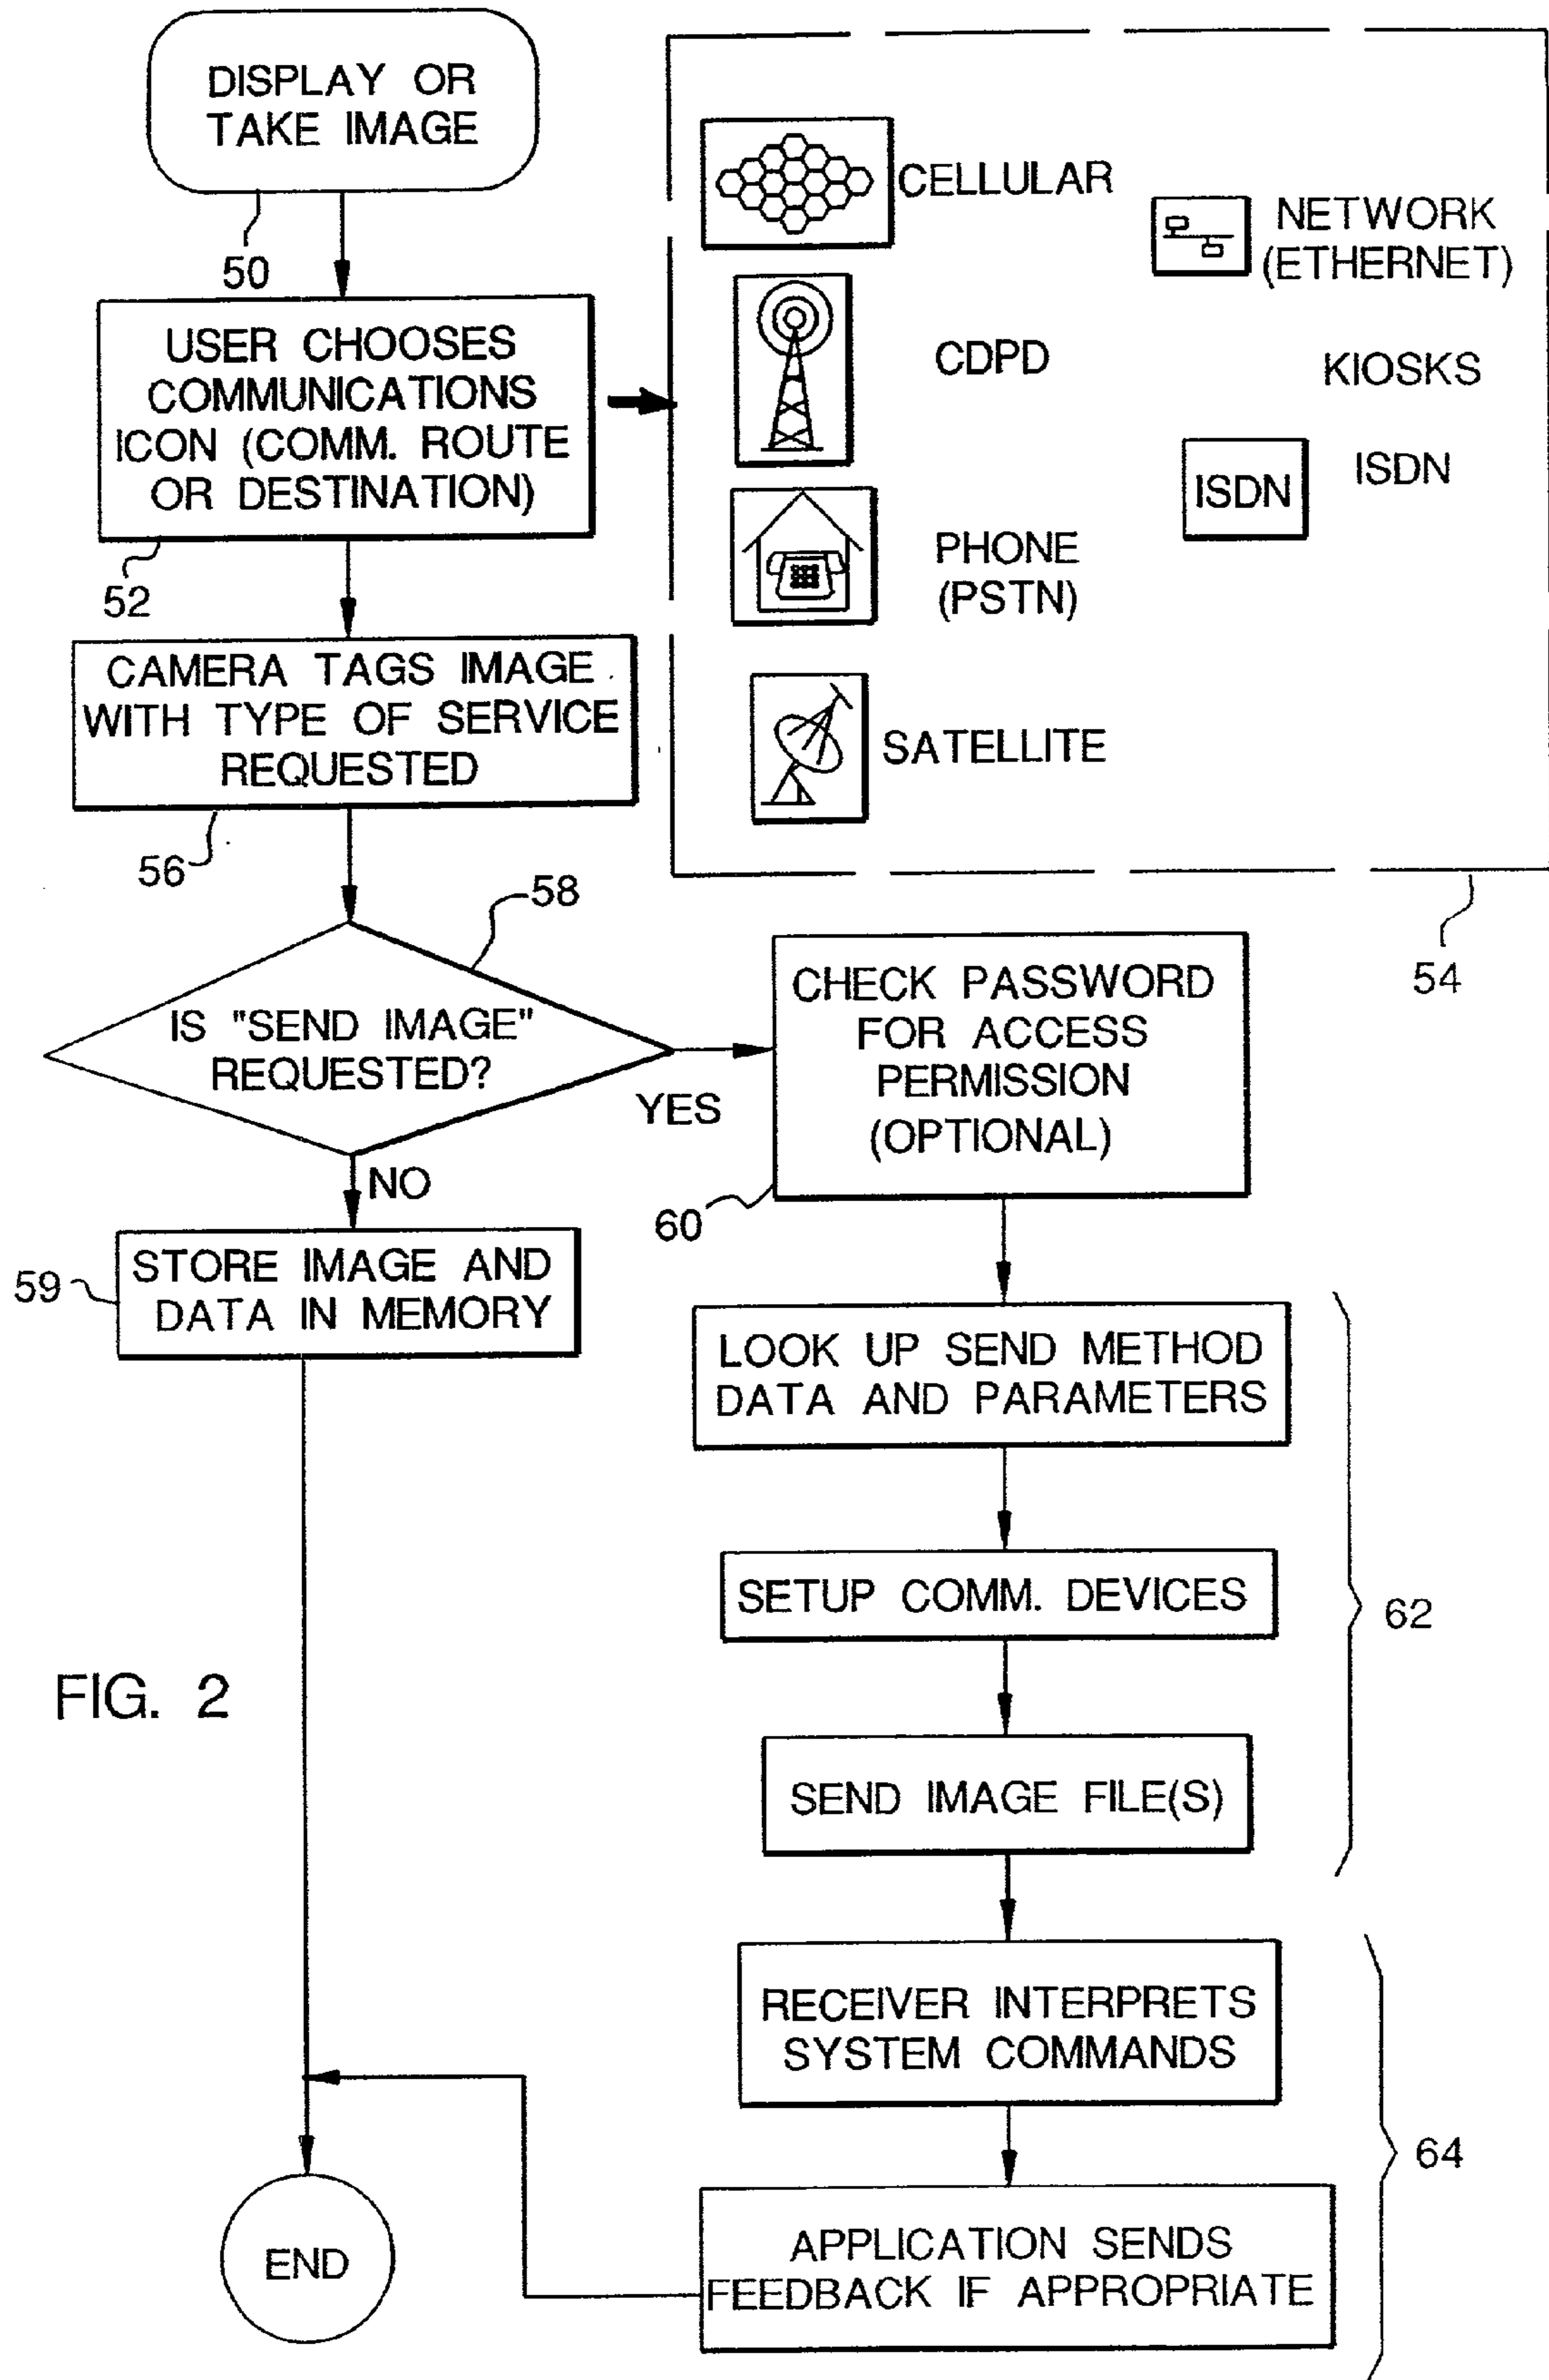 DISPLAY OR
TAKE IMAGE
50
USER CHOOSES
COMMUNICATIONS
ICON (COMM. ROUTE
OR DESTINATION)
52
CELLULAR
CDPD
PHONE
(PSTN)
SATELLITE
NETWORK
(ETHERNET)
KIOSKS
ISDN
ISDN
54
CAMERA TAGS IMAGE
WITH TYPE OF SERVICE
REQUESTED
56
58
IS "SEND IMAGE"
REQUESTED?
YES
NO
CHECK PASSWORD
FOR ACCESS
PERMISSION
(OPTIONAL)
60
59
STORE IMAGE AND
DATA IN MEMORY
LOOK UP SEND METHOD
DATA AND PARAMETERS
SETUP COMM. DEVICES
62
SEND IMAGE FILE(S)
FIG. 2
RECEIVER INTERPRETS
SYSTEM COMMANDS
64
APPLICATION SENDS
FEEDBACK IF APPROPRIATE
END